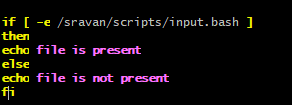 if [ -e /sravan/scripts/input.bash ]
then
echo file is present
else
echo file is not present
fi